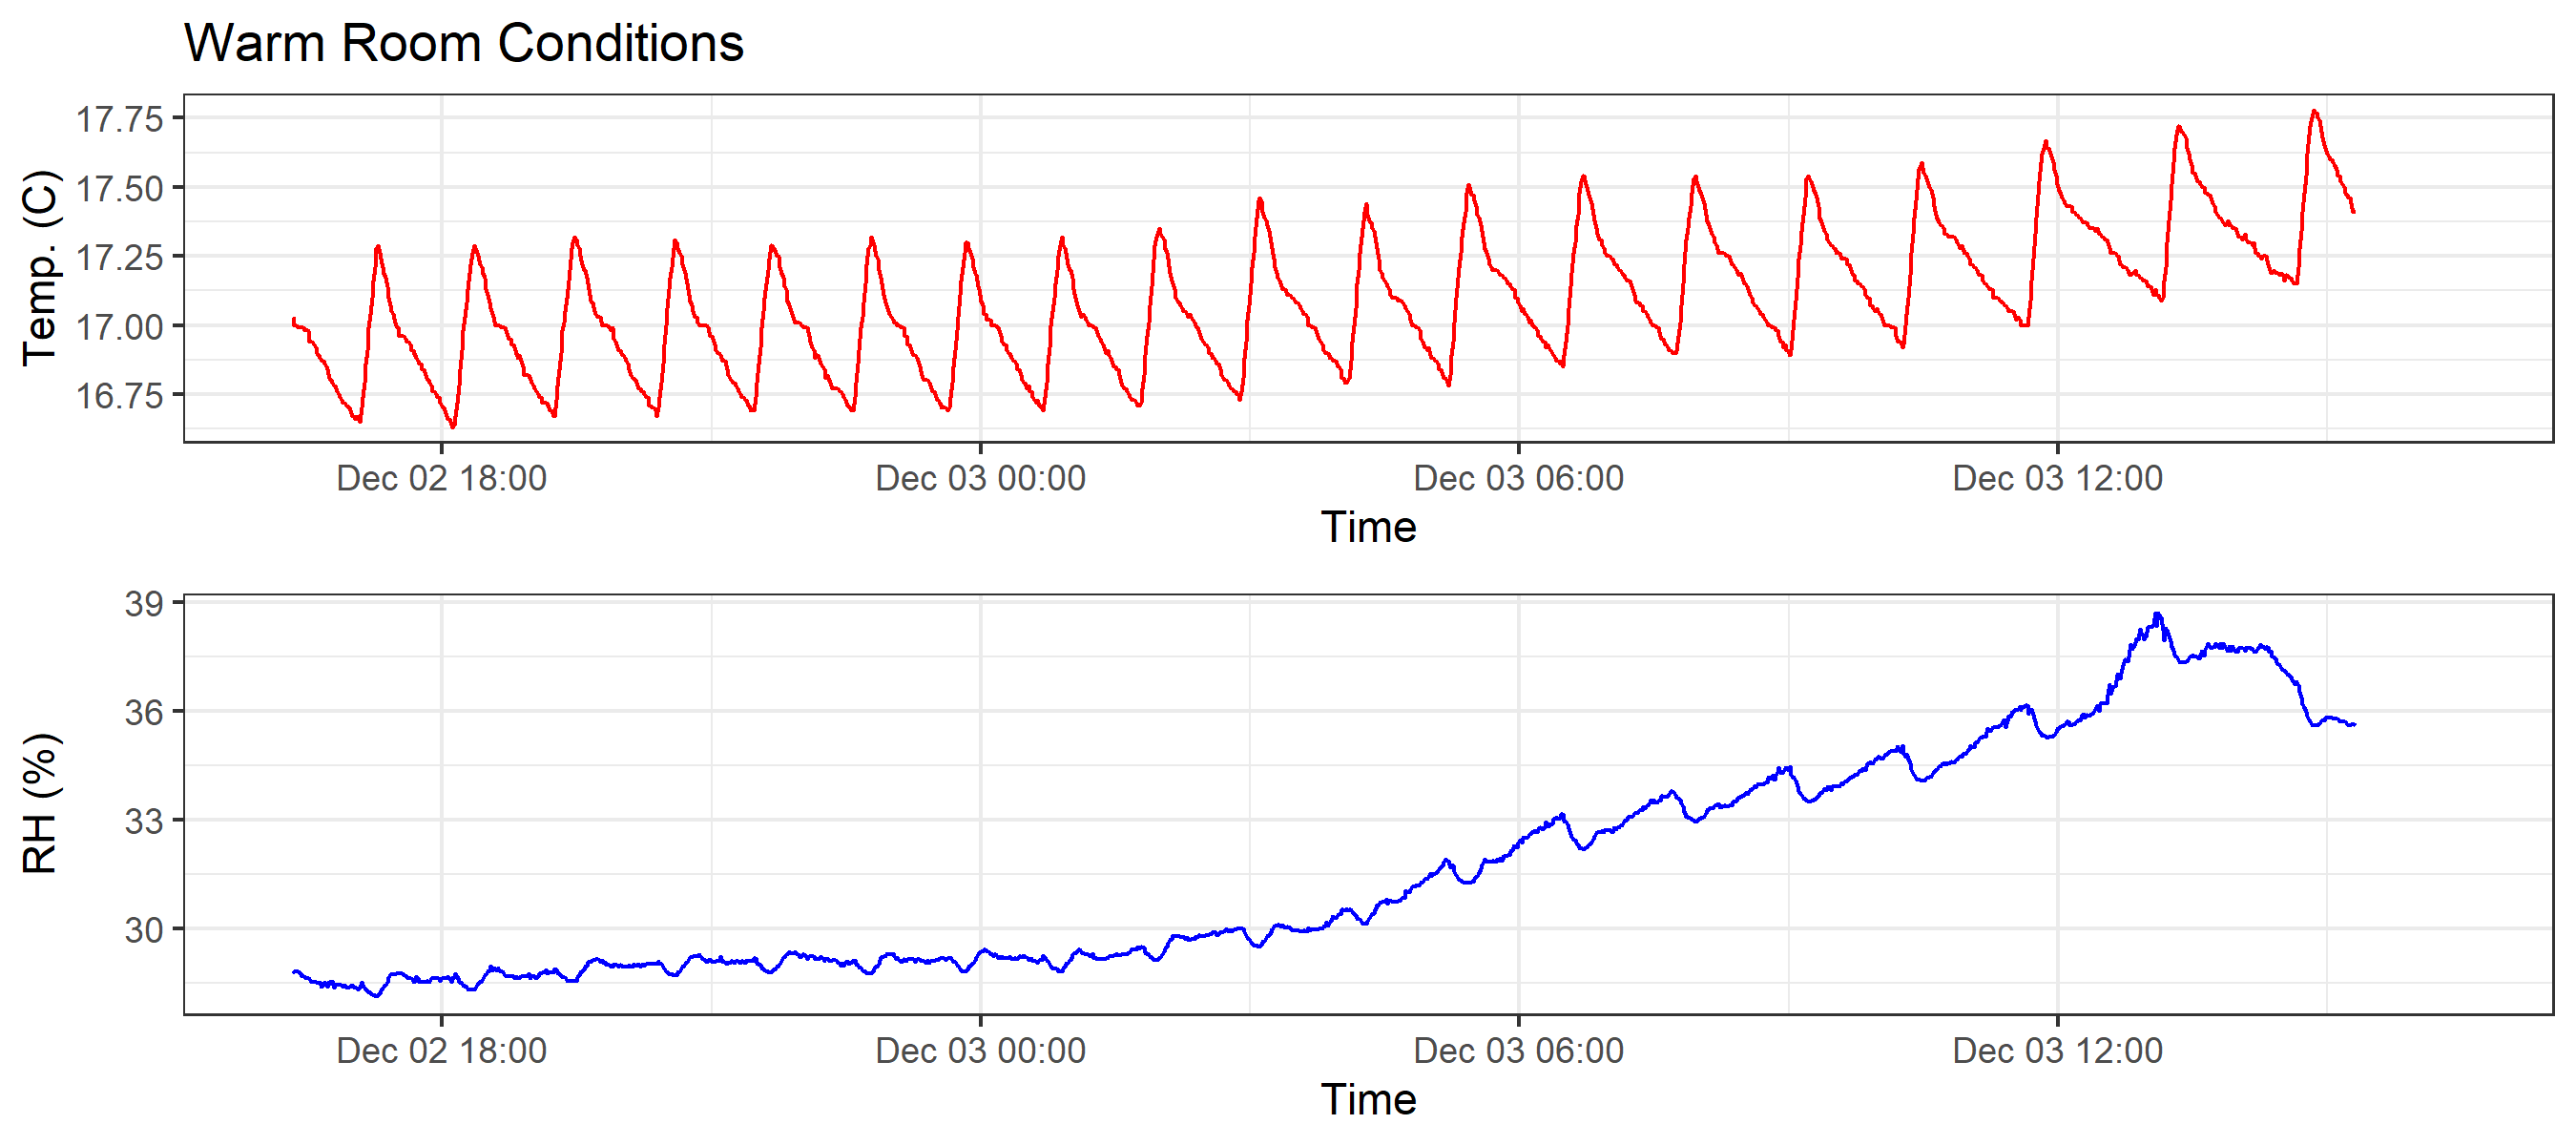 Warm Room Conditions
Temp. (C)
17.75
17.50
17.25
17.00
16.75
Dec 02 18:00 Dec 03 00:00 Dec 03 06:00 Dec 03 12:00
Time
RH (%)
39
36
33
30
Dec 02 18:00 Dec 03 00:00 Dec 03 06:00 Dec 03 12:00
Time